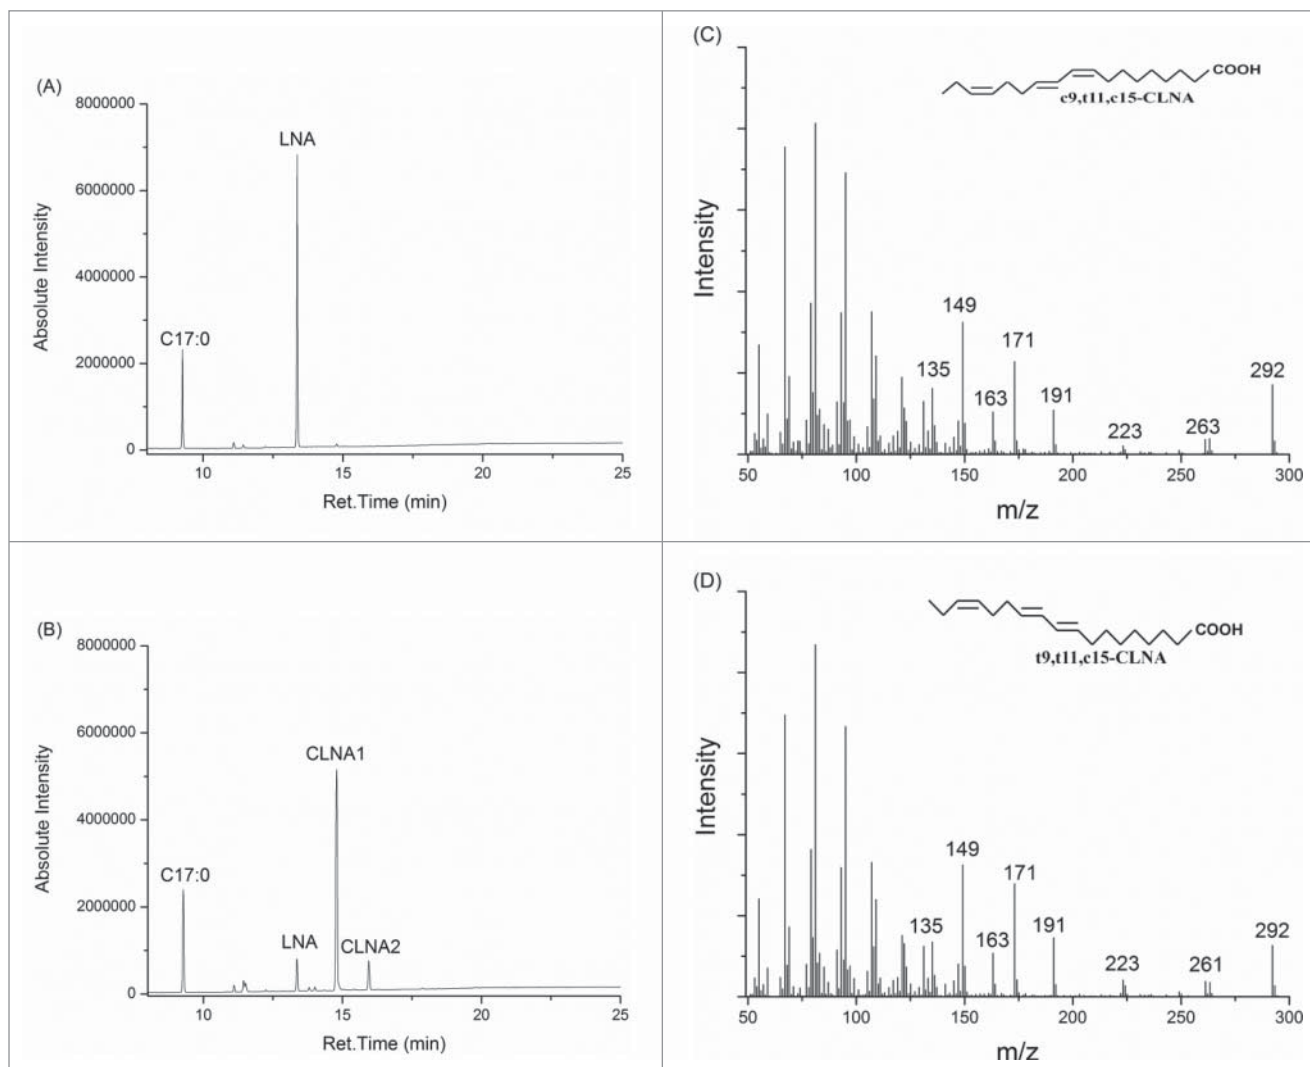 (A)
8000000
6000000
4000000
2000000
0
Absolute Intensity
LNA
C17:0
10
15
20
25
Ret.Time (min)
(C)
COOH
c9,t11,c15-CLNA
Intensity
149
171
135
163
191
223
263
292
50
100
150
200
250
300
m/z
(B)
8000000
6000000
4000000
2000000
0
Absolute Intensity
CLNA1
C17:0
LNA
CLNA2
10
15
20
25
Ret.Time (min)
(D)
COOH
t9,t11,c15-CLNA
Intensity
149
171
135
163
191
223
261
292
50
100
150
200
250
300
m/z